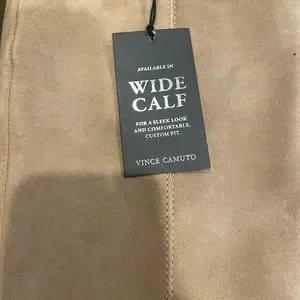 AVAILABLE IN
WIDE
CALF
FOR A SLEEK LOOK
AND COMFORTABLE,
CUSTOM FIT.
VINCE CAMUTO